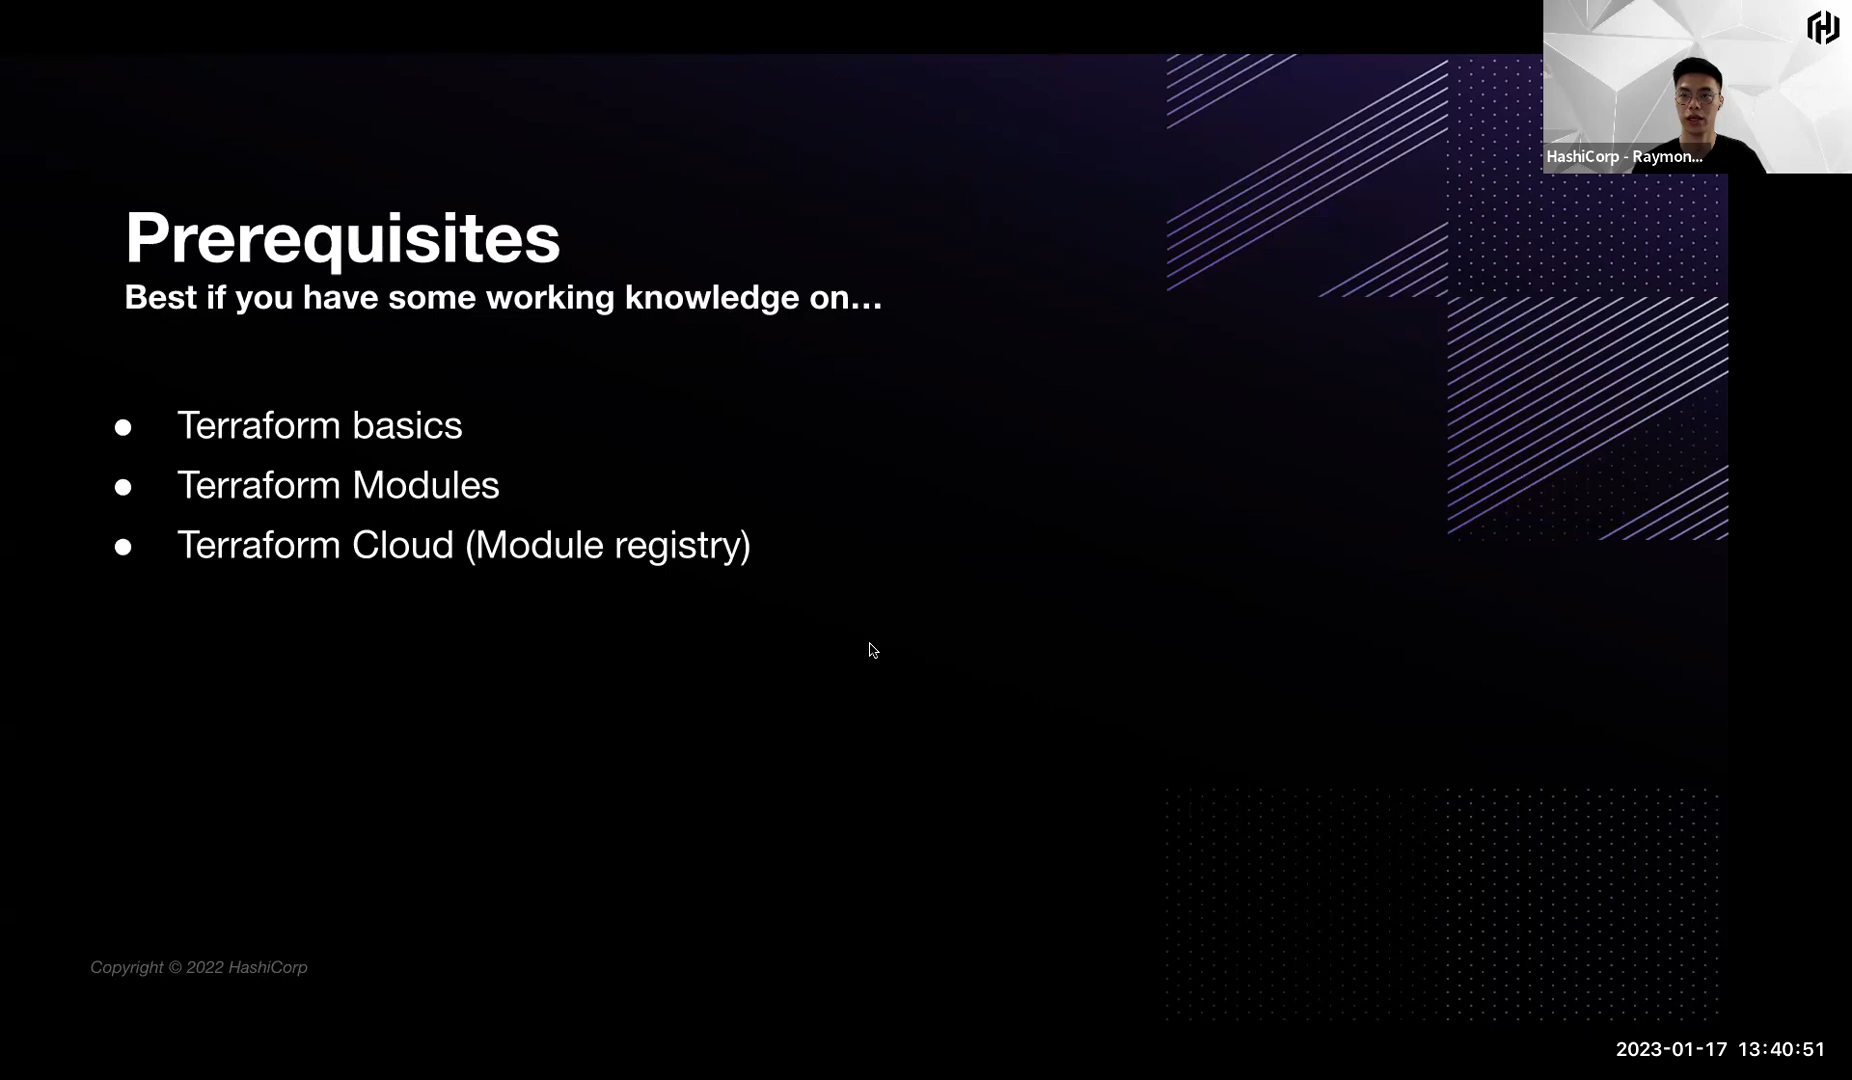 HashiCorp - Raymon...
Prerequisites
Best if you have some working knowledge on...
● Terraform basics
● Terraform Modules
● Terraform Cloud (Module registry)
Copyright © 2022 HashiCorp
2023-01-17 13:40:51